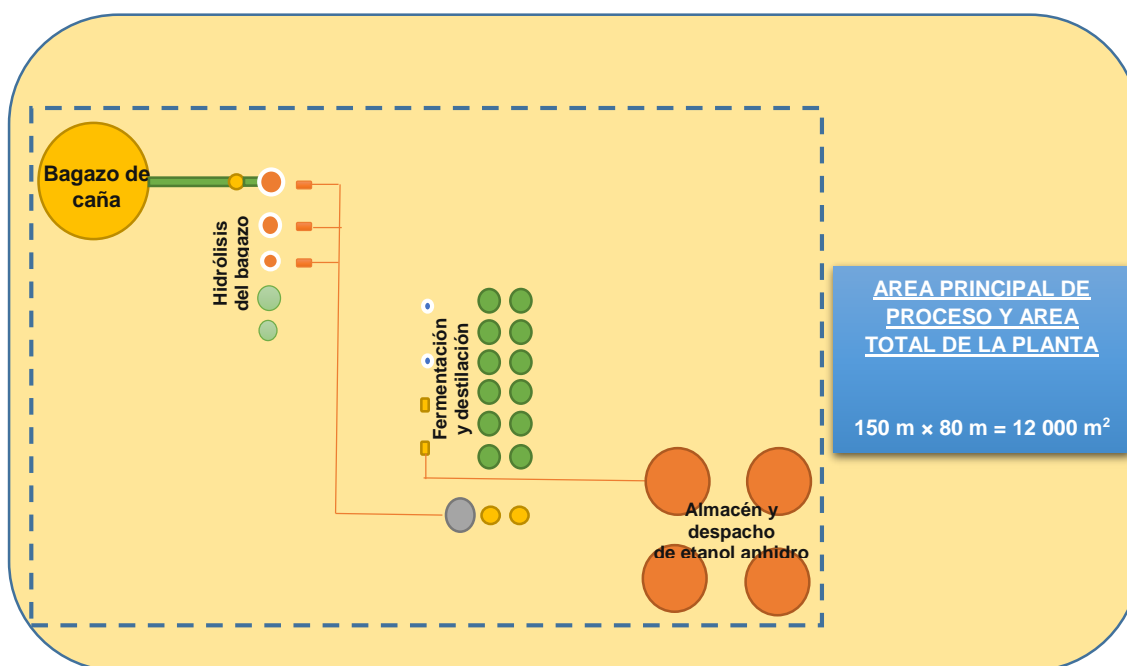 Bagazo de
caña
Hidrólisis
del bagazo
Fermentación
y destilación
Almacén y
despacho
de etanol anhidro
AREA PRINCIPAL DE
PROCESO Y AREA
TOTAL DE LA PLANTA
150 m × 80 m = 12 000 m²